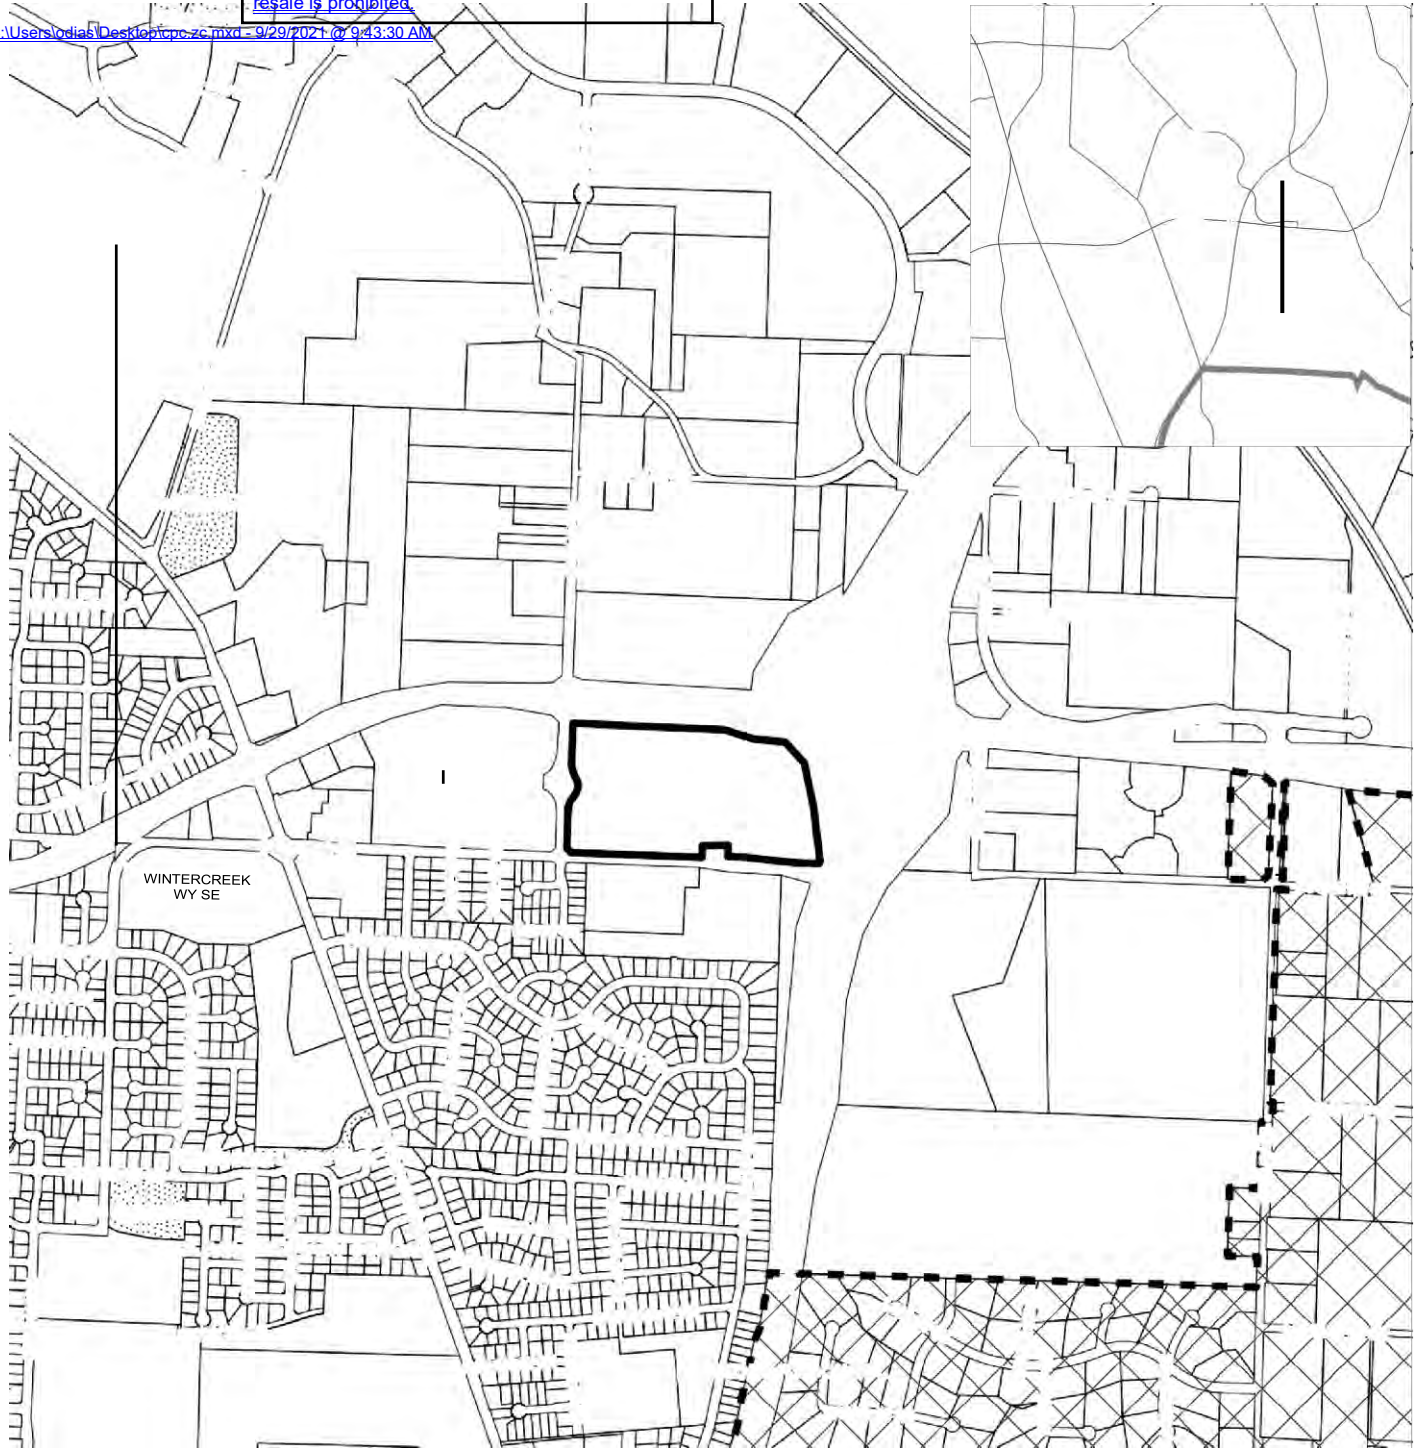 resale is prohibited.
:\Users\odias\Desktop\cpc.zc.mxd - 9/29/2021 @ 9:43:30 AM
WINTERCREEK
WY SE